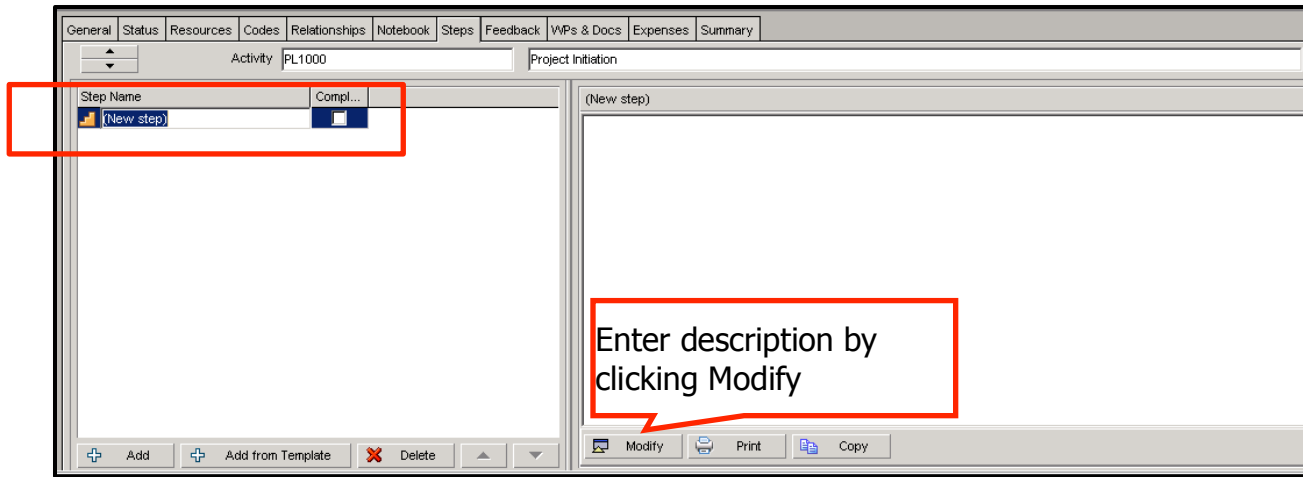 General Status Resources Codes Relationships Notebook Steps Feedback WPs & Docs Expenses Summary
Activity PL1000 Project Initiation
Step Name Compl...
(New step)
(New step)
Enter description by
clicking Modify
Add Add from Template Delete
Modify Print Copy